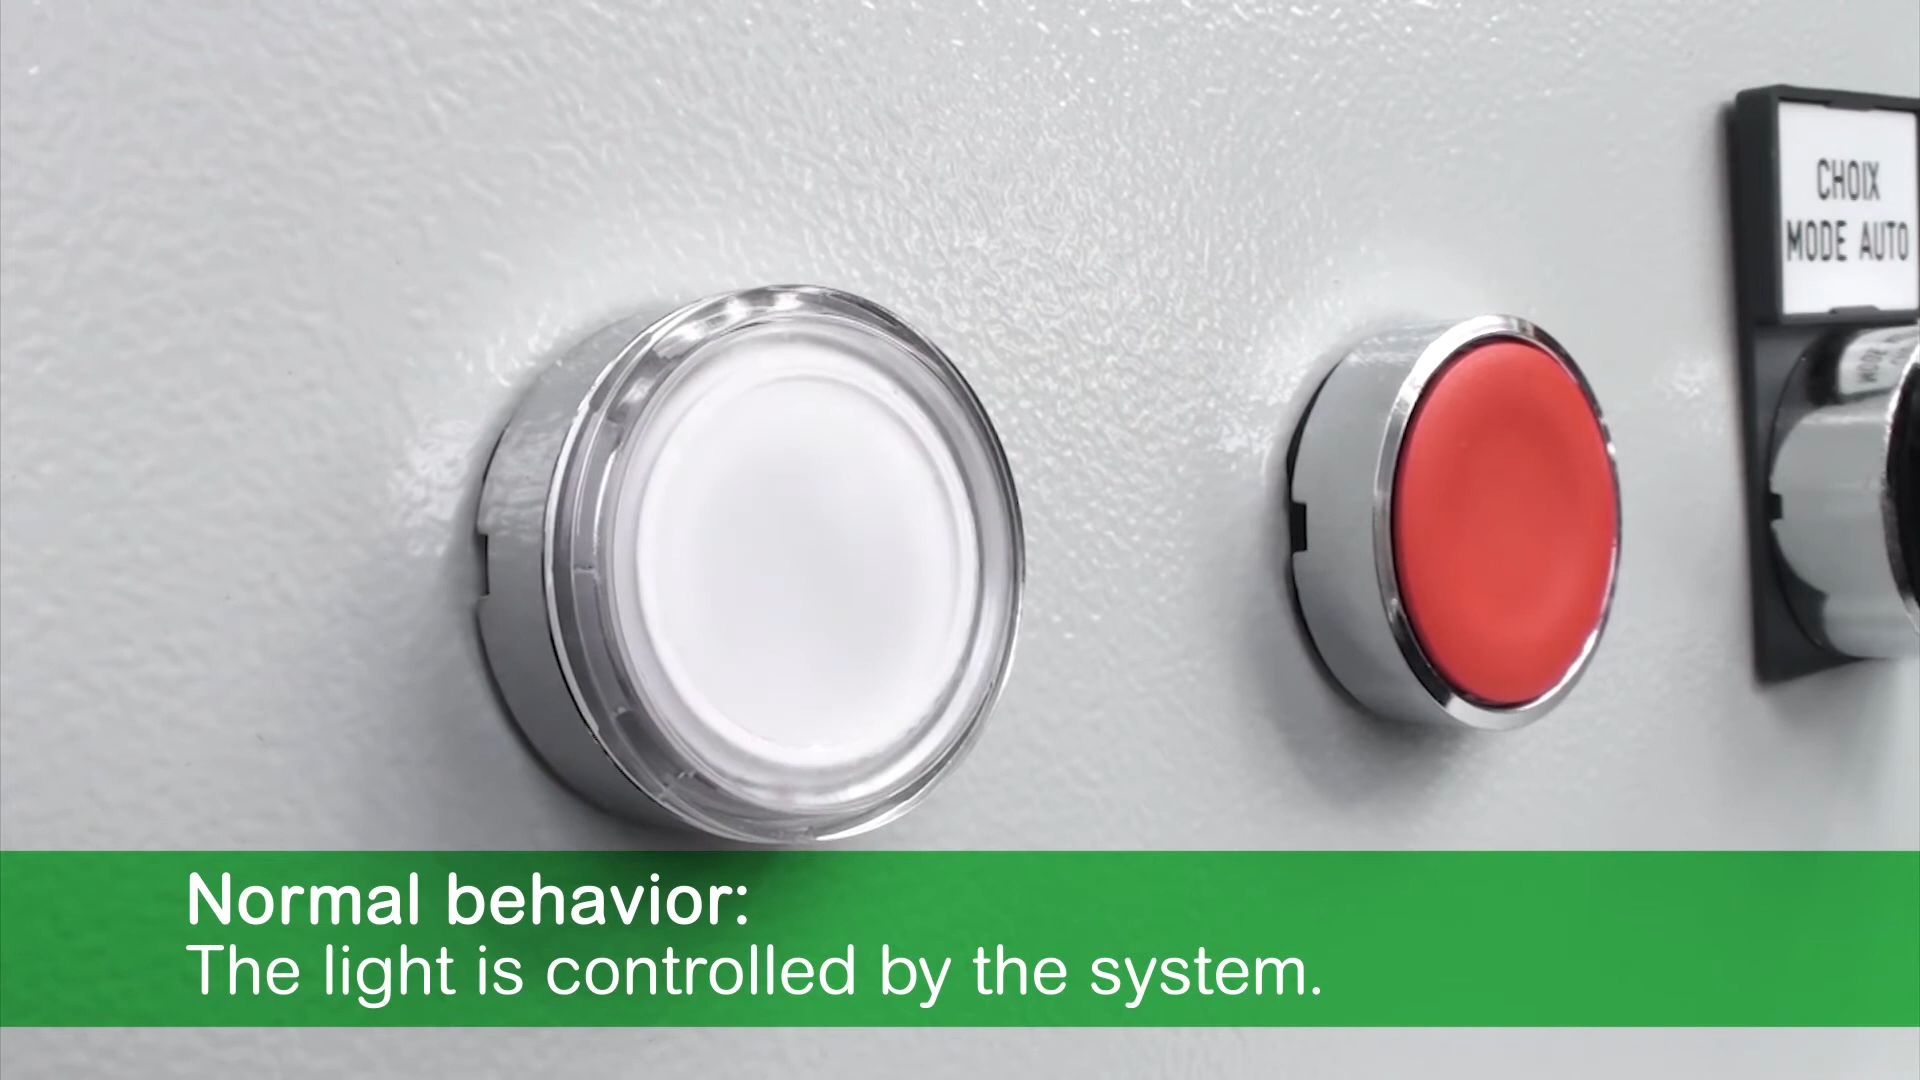 CHOIX
MODE AUTO
Normal behavior:
The light is controlled by the system.